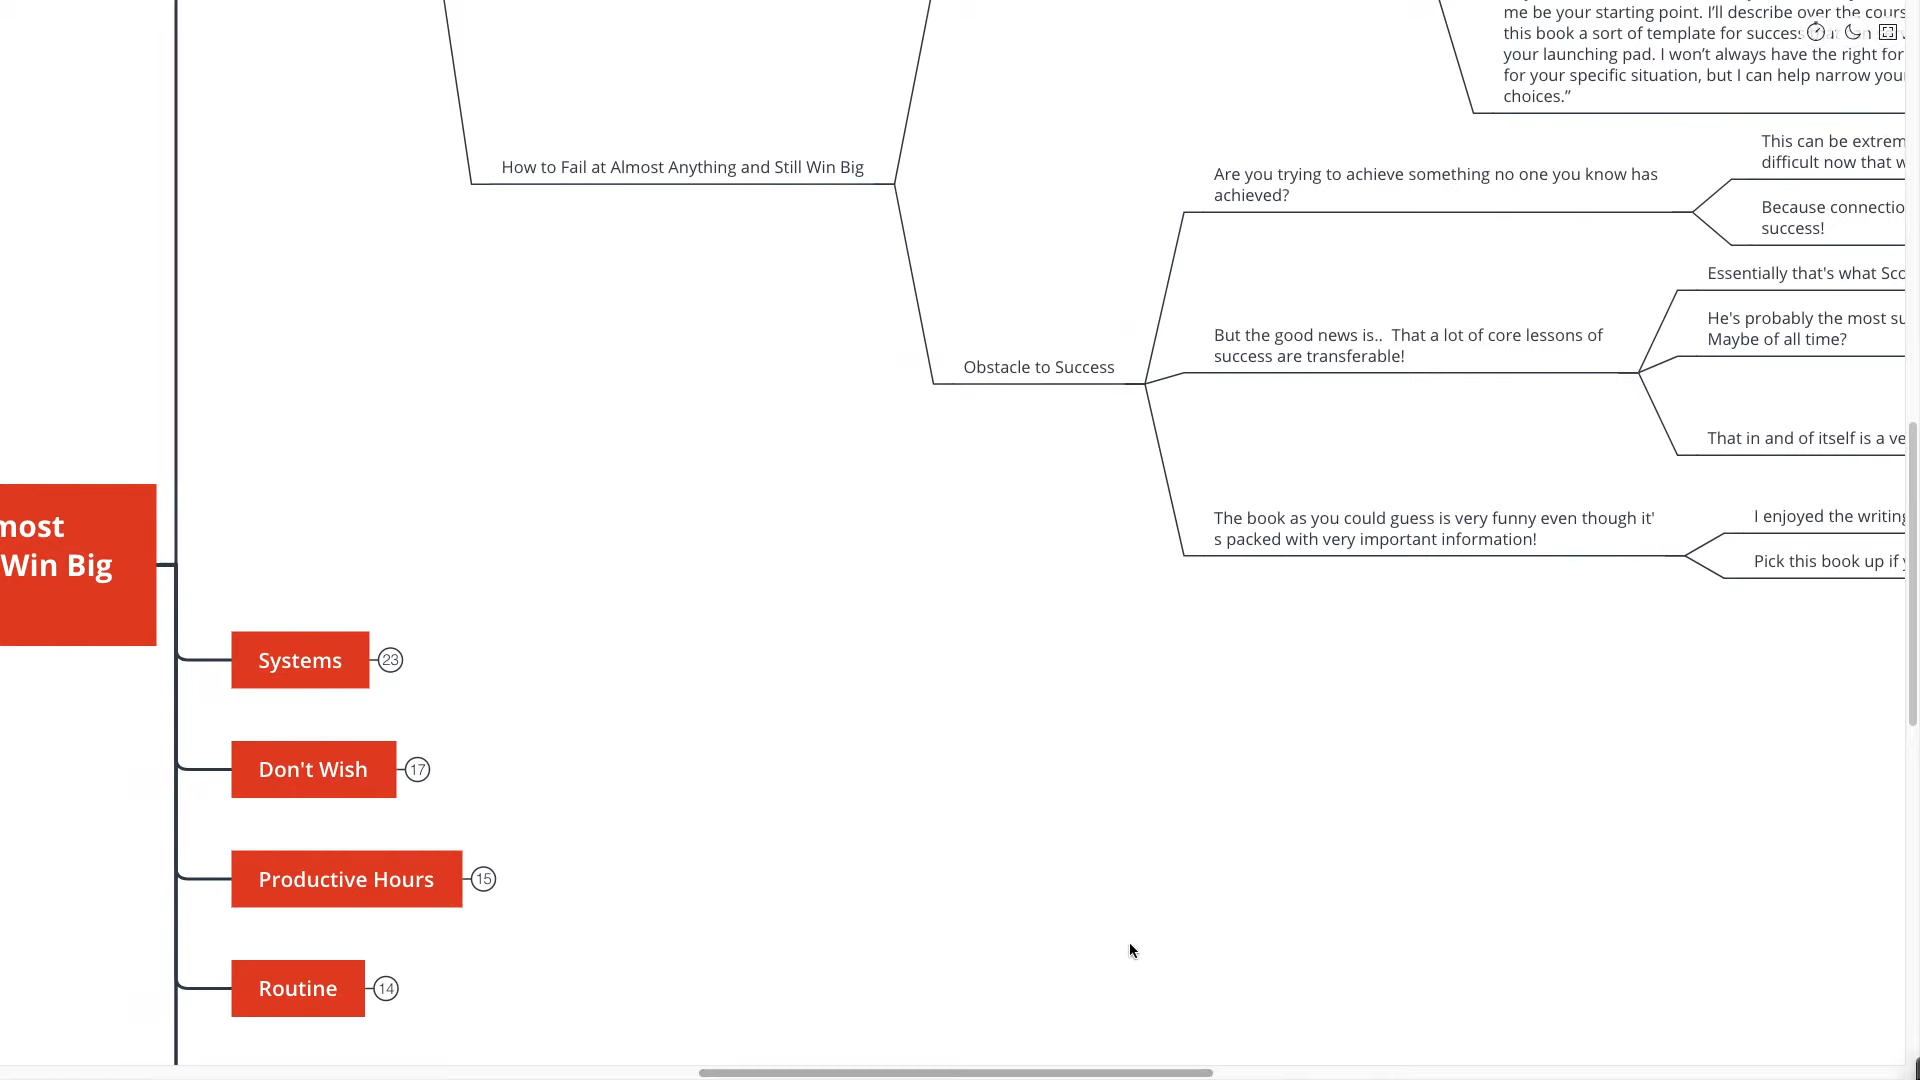 me be your starting point. I'll describe over the cours
this book a sort of template for success
your launching pad. I won't always have the right for
for your specific situation, but I can help narrow you
choices."
This can be extrem
difficult now that w
How to Fail at Almost Anything and Still Win Big
Are you trying to achieve something no one you know has
achieved?
Because connectio
success!
Essentially that's what Sco
He's probably the most su
Maybe of all time?
But the good news is..  That a lot of core lessons of
success are transferable!
Obstacle to Success
That in and of itself is a ve
The book as you could guess is very funny even though it'
s packed with very important information!
I enjoyed the writing
Pick this book up if y
most
Win Big
Systems
23
Don't Wish
17
Productive Hours
15
Routine
14